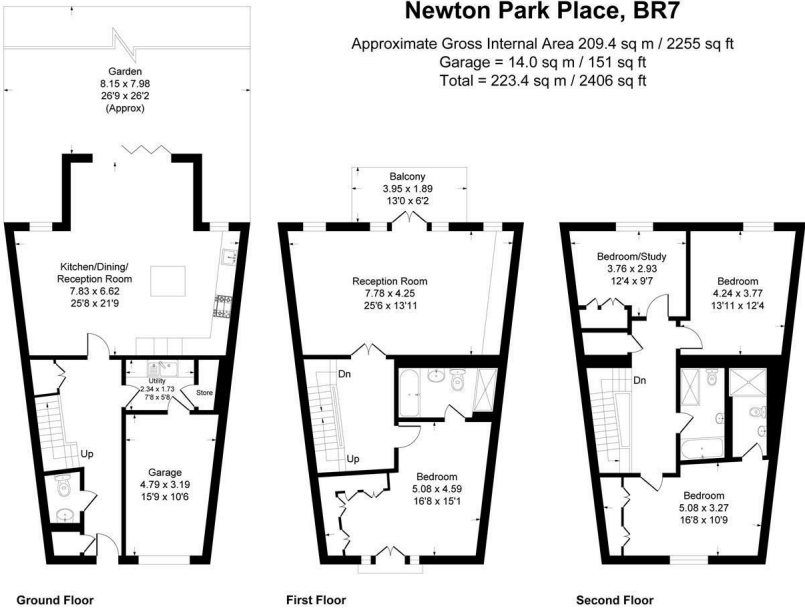 Newton Park Place, BR7
Approximate Gross Internal Area 209.4 sq m / 2255 sq ft
Garage = 14.0 sq m / 151 sq ft
Total = 223.4 sq m / 2406 sq ft
Garden
8.15 x 7.98
26'9 x 26'2
(Approx)
Kitchen/Dining/
Reception Room
7.83 x 6.62
25'8 x 21'9
Utility
2.34 x 1.73
7'8 x 5'8
Store
Up
Garage
4.79 x 3.19
15'9 x 10'6
Ground Floor
Balcony
3.95 x 1.89
13'0 x 6'2
Reception Room
7.78 x 4.25
25'6 x 13'11
Dn
Up
Bedroom
5.08 x 4.59
16'8 x 15'1
First Floor
Bedroom/Study
3.76 x 2.93
12'4 x 9'7
Bedroom
4.24 x 3.77
13'11 x 12'4
Dn
Bedroom
5.08 x 3.27
16'8 x 10'9
Second Floor